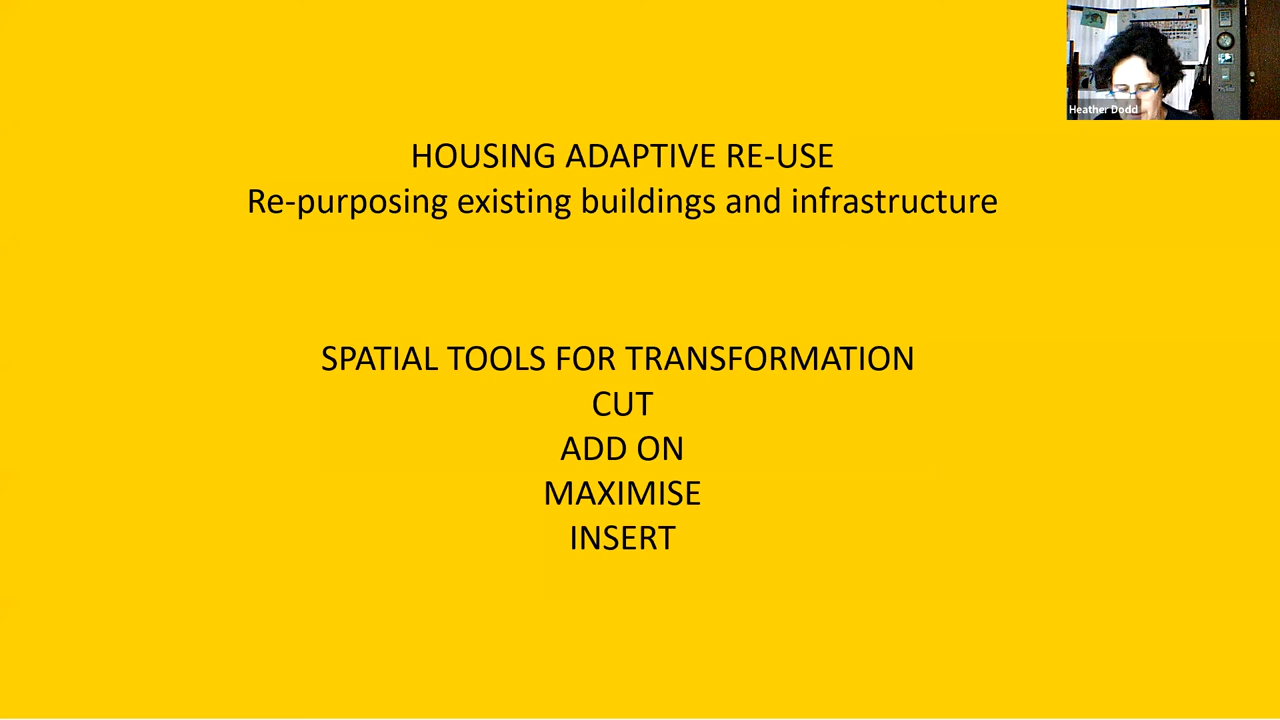 Heather Dodd
HOUSING ADAPTIVE RE-USE
Re-purposing existing buildings and infrastructure
SPATIAL TOOLS FOR TRANSFORMATION
CUT
ADD ON
MAXIMISE
INSERT